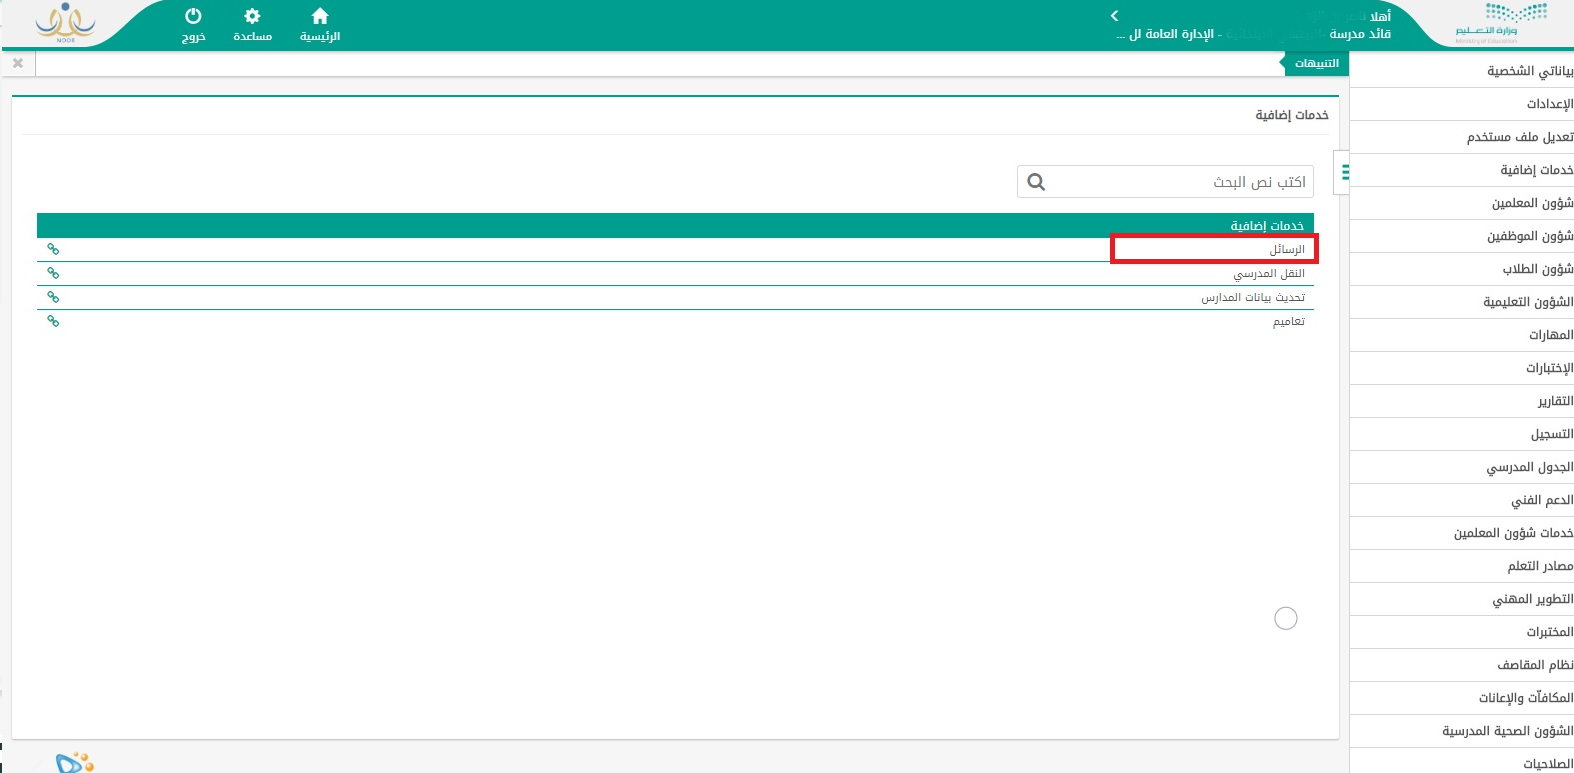 وزارة التعليم
Ministry of Education
أهلا
قائد مدرسة
- الإدارة العامة لل ...
الرئيسية
مساعدة
خروج
NOOR
التنبيهات
بياناتي الشخصية
الإعدادات
تعديل ملف مستخدم
خدمات إضافية
شؤون المعلمين
شؤون الموظفين
شؤون الطلاب
الشؤون التعليمية
المهارات
الإختبارات
التقارير
التسجيل
الجدول المدرسي
الدعم الفني
خدمات شؤون المعلمين
مصادر التعلم
التطوير المهني
المختبرات
نظام المقاصف
المكافآت والإعانات
الشؤون الصحية المدرسية
الصلاحيات
خدمات إضافية
اكتب نص البحث
خدمات إضافية
الرسائل
النقل المدرسي
تحديث بيانات المدارس
تعاميم